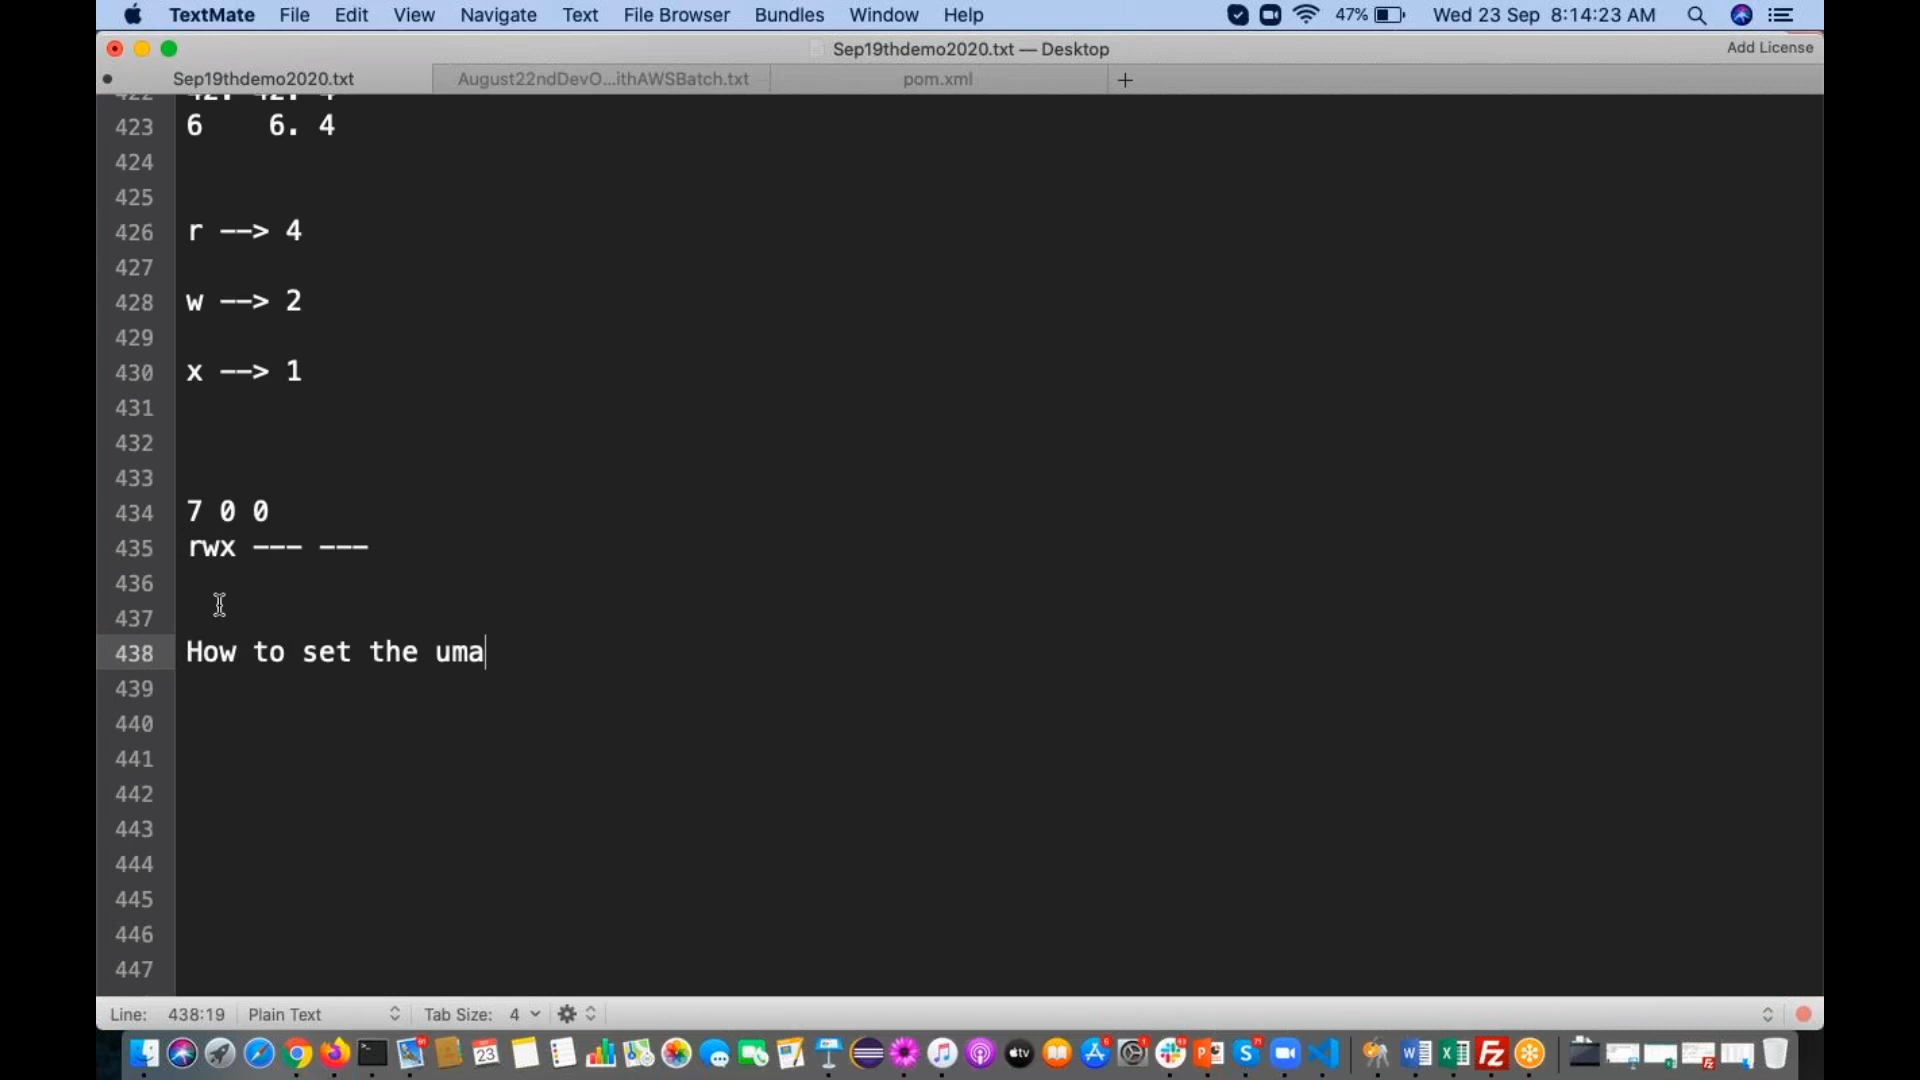 TextMate File Edit View Navigate Text File Browser Bundles Window Help 47% Wed 23 Sep 8:14:23 AM
Sep19thdemo2020.txt — Desktop Add License
Sep19thdemo2020.txt August22ndDevO...ithAWSBatch.txt pom.xml +
422 42. 42. 4
423 6 6. 4
424
425
426 r --> 4
427
428 w --> 2
429
430 x --> 1
431
432
433
434 7 0 0
435 rwx --- ---
436
437
438 How to set the uma
439
440
441
442
443
444
445
446
447
Line: 438:19 Plain Text Tab Size: 4